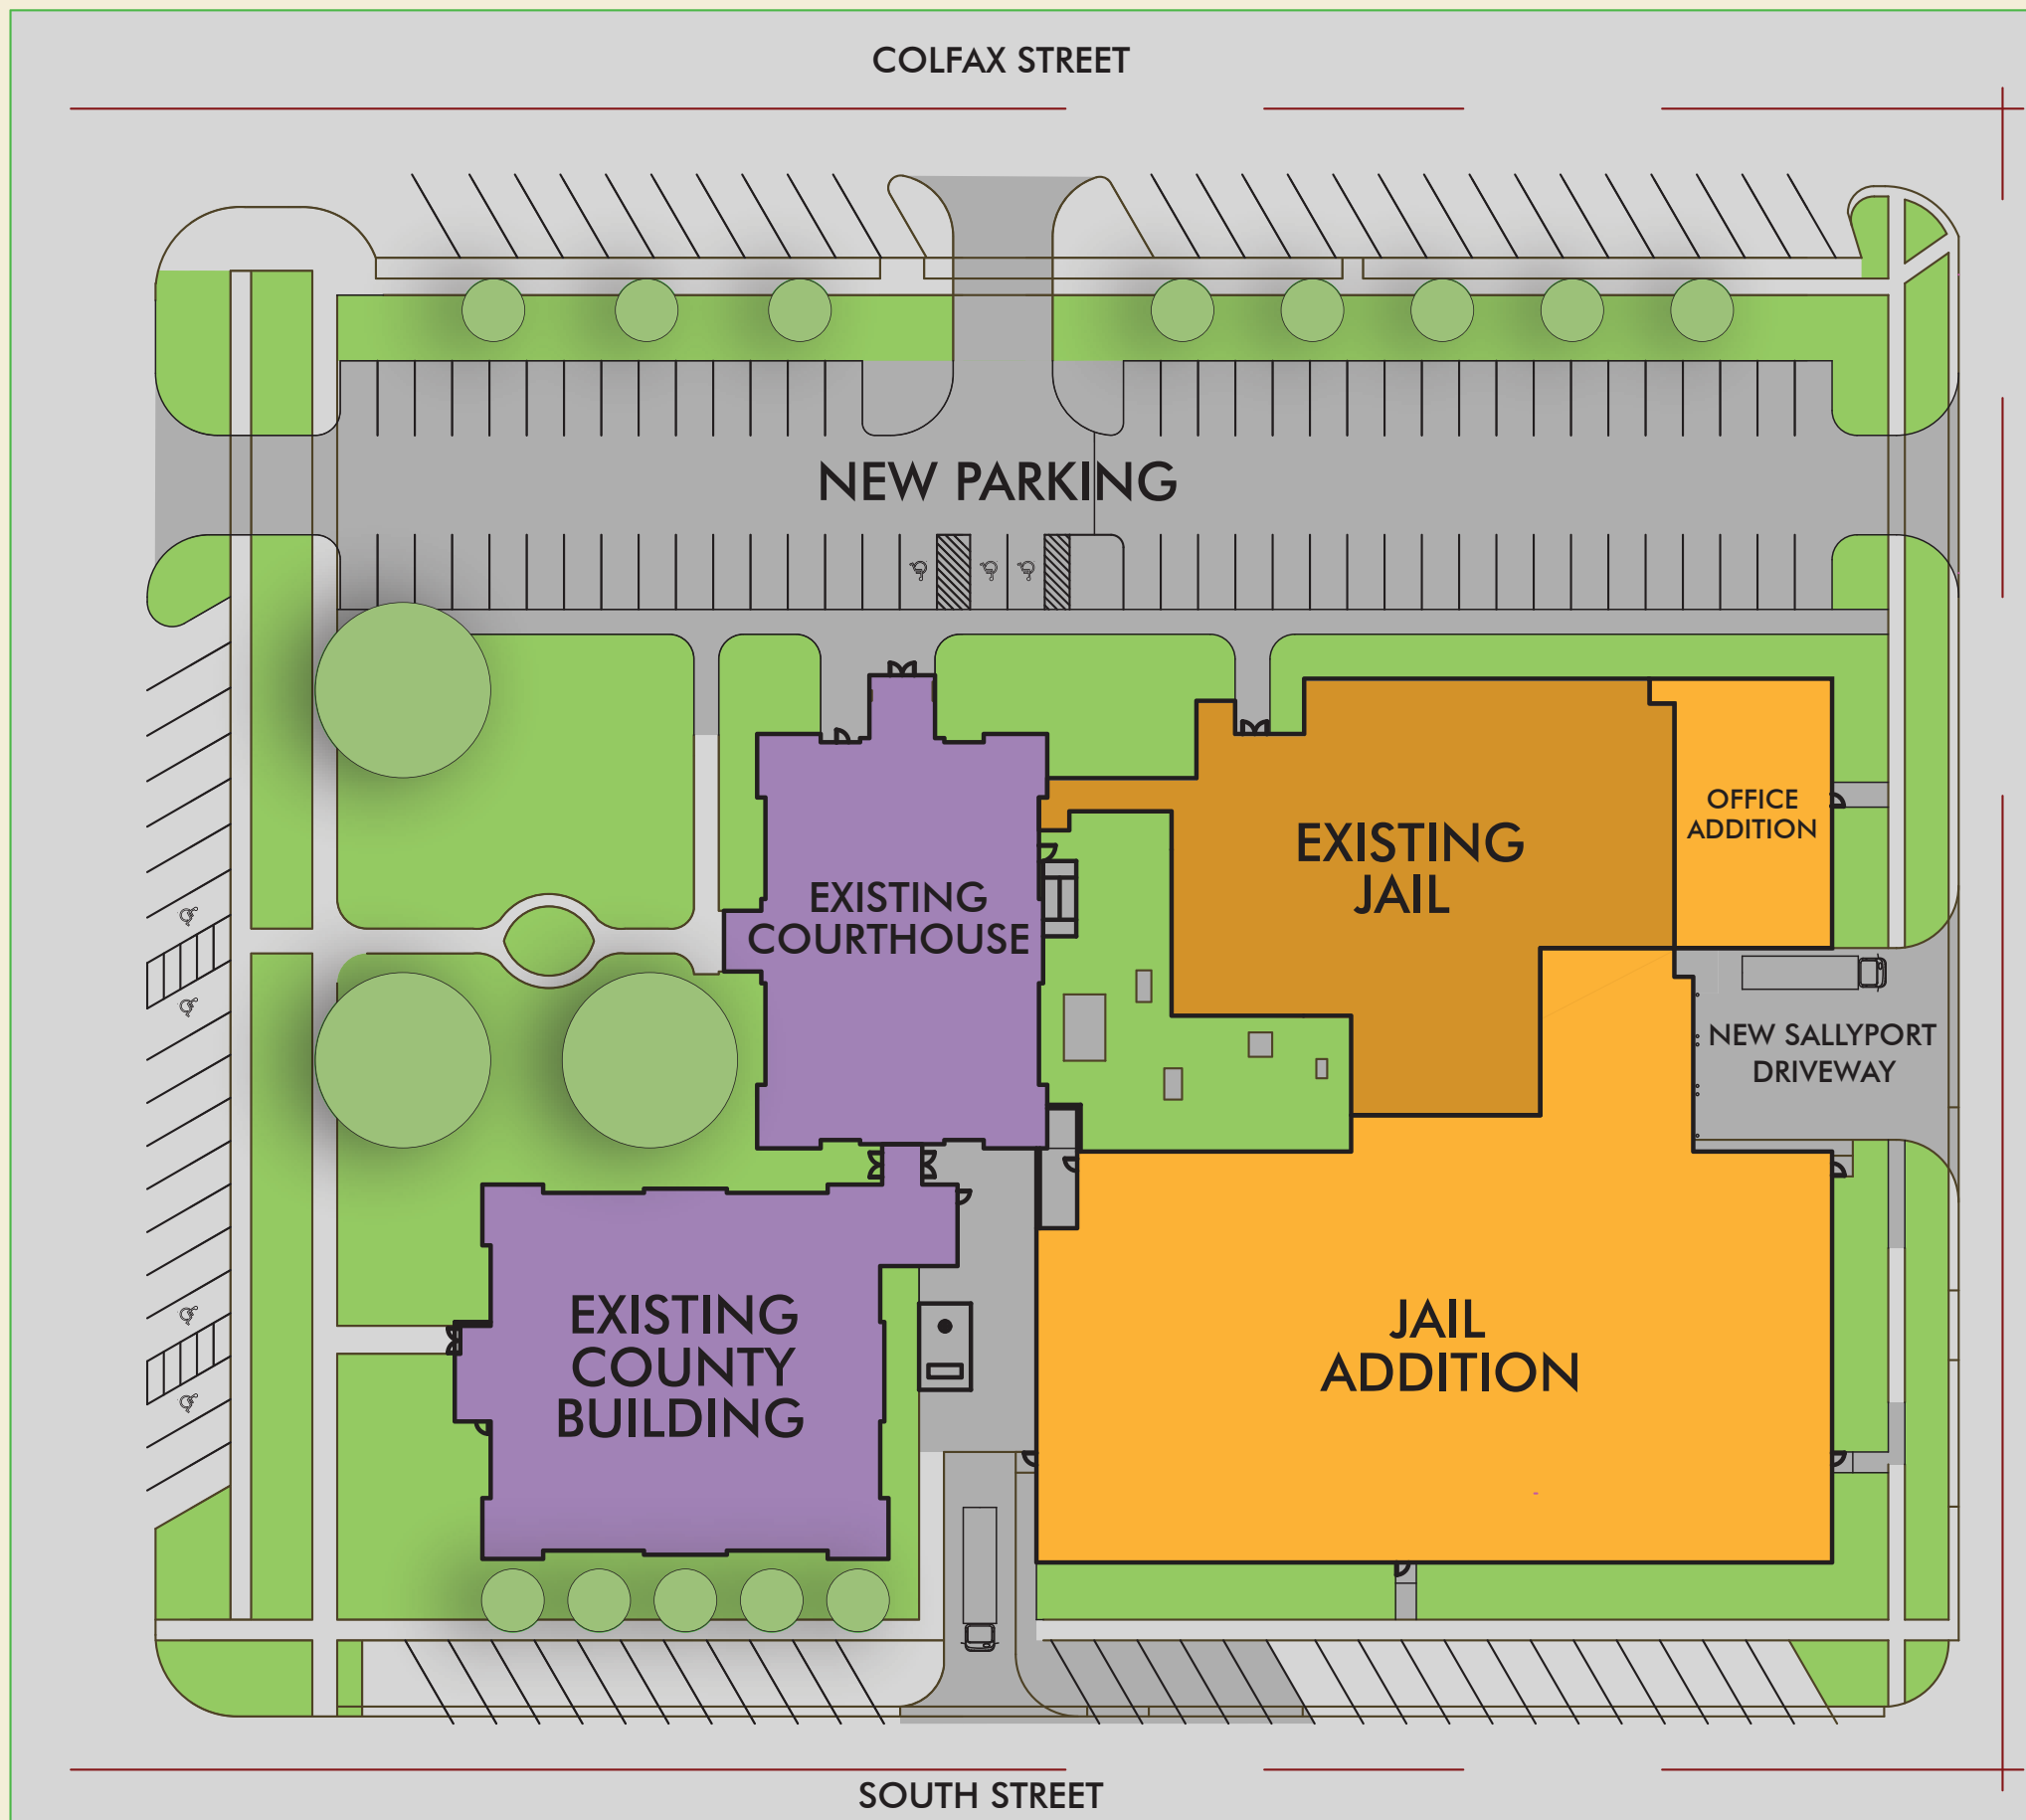 COLFAX STREET
NEW PARKING
OFFICE
ADDITION
EXISTING
JAIL
EXISTING
COURTHOUSE
NEW SALLYPORT
DRIVEWAY
EXISTING
COUNTY
BUILDING
JAIL
ADDITION
SOUTH STREET